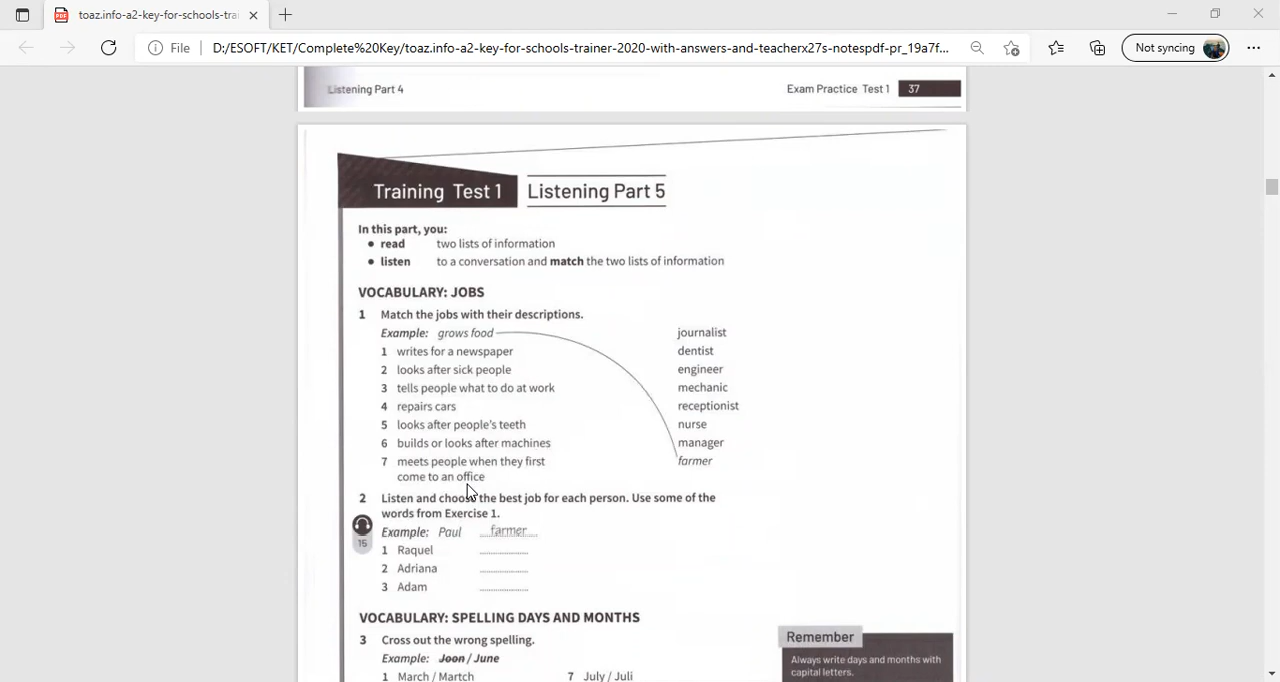 toaz.info-a2-key-for-schools-trai
File
D:/ESOFT/KET/Complete%20Key/toaz.info-a2-key-for-schools-trainer-2020-with-answers-and-teacherx27s-notespdf-pr_19a7f...
Not syncing
Listening Part 4
Exam Practice Test 1 37
Training Test 1 Listening Part 5
In this part, you:
• read two lists of information
• listen to a conversation and match the two lists of information
VOCABULARY: JOBS
1 Match the jobs with their descriptions.
Example: grows food journalist
1 writes for a newspaper dentist
2 looks after sick people engineer
3 tells people what to do at work mechanic
4 repairs cars receptionist
5 looks after people's teeth nurse
6 builds or looks after machines manager
7 meets people when they first farmer
come to an office
2 Listen and choose the best job for each person. Use some of the
words from Exercise 1.
15
Example: Paul farmer
1 Raquel
2 Adriana
3 Adam
VOCABULARY: SPELLING DAYS AND MONTHS
3 Cross out the wrong spelling.
Example: Joon / June
1 March / Martch 7 July / Juli
Remember
Always write days and months with
capital letters.